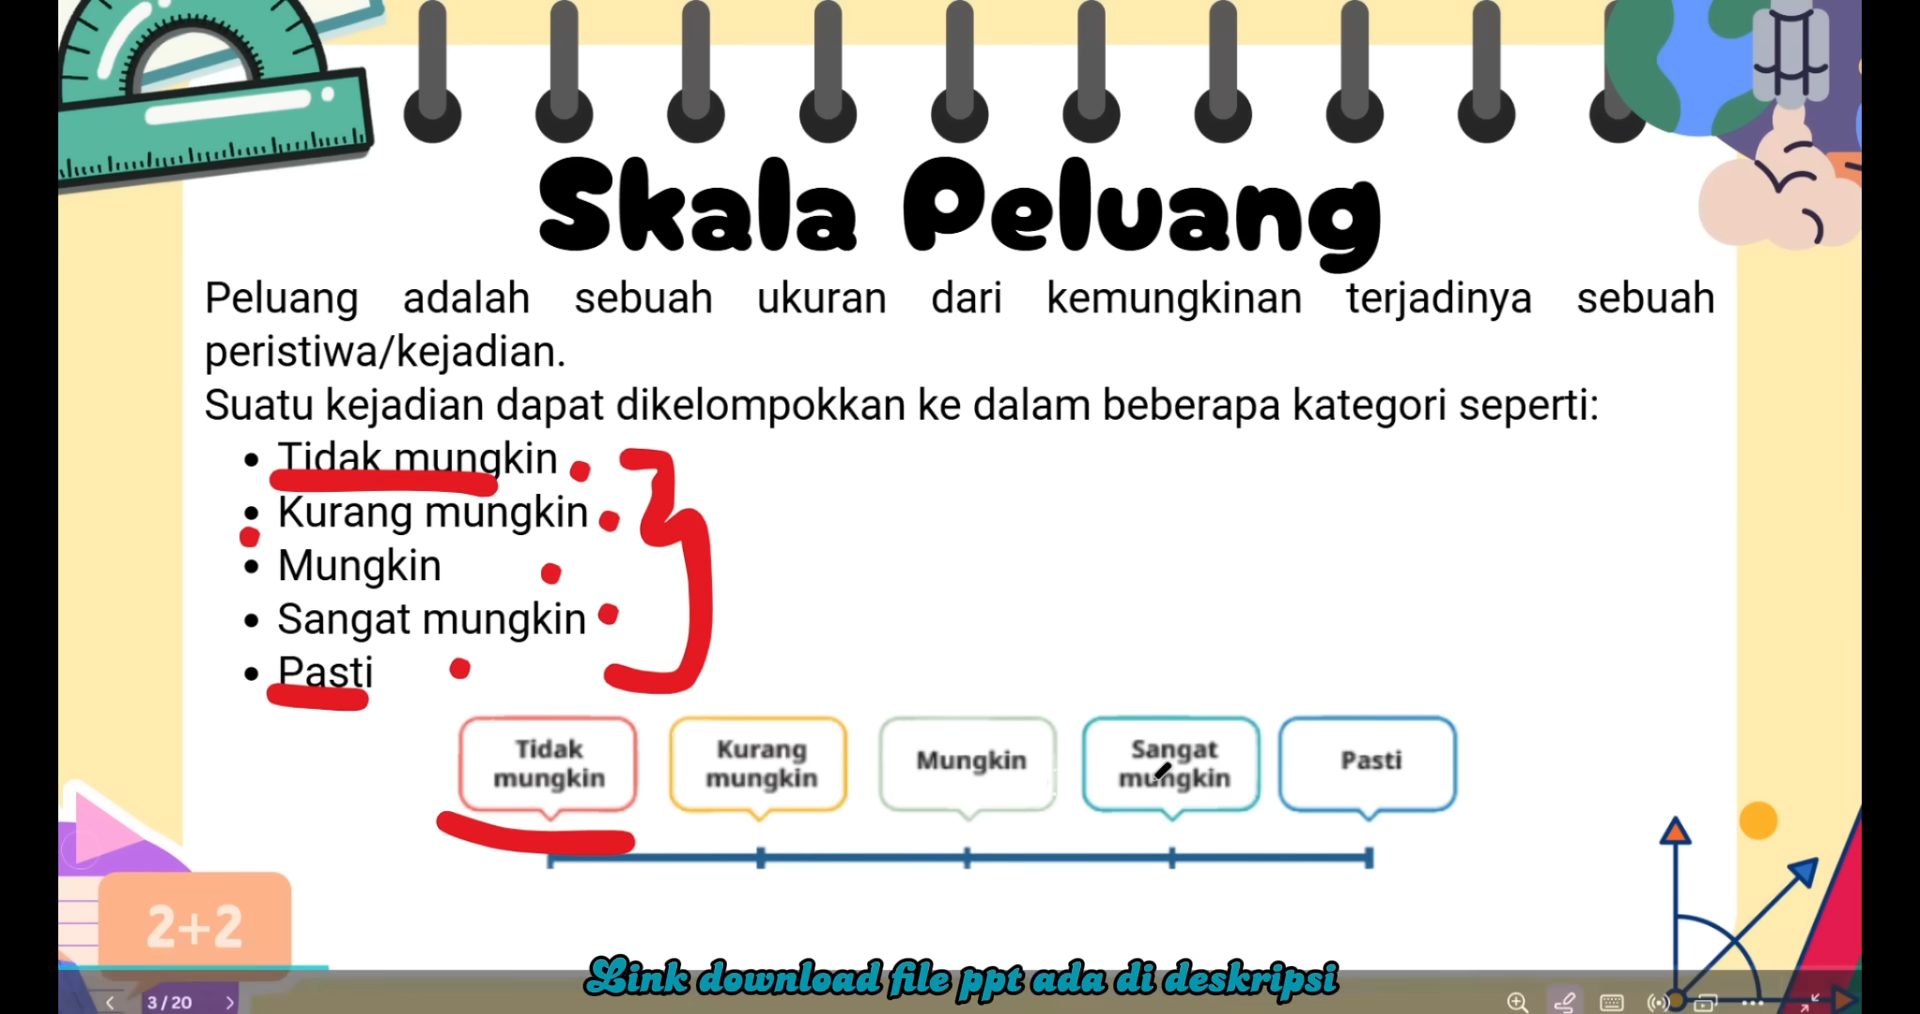 Skala Peluang
Peluang adalah sebuah ukuran dari kemungkinan terjadinya sebuah
peristiwa/kejadian.
Suatu kejadian dapat dikelompokkan ke dalam beberapa kategori seperti:
• Tidak mungkin
• Kurang mungkin
• Mungkin
• Sangat mungkin
• Pasti
Tidak
mungkin
Kurang
mungkin
Mungkin
Sangat
mungkin
Pasti
2+2
Link download file ppt ada di deskripsi
3 / 20